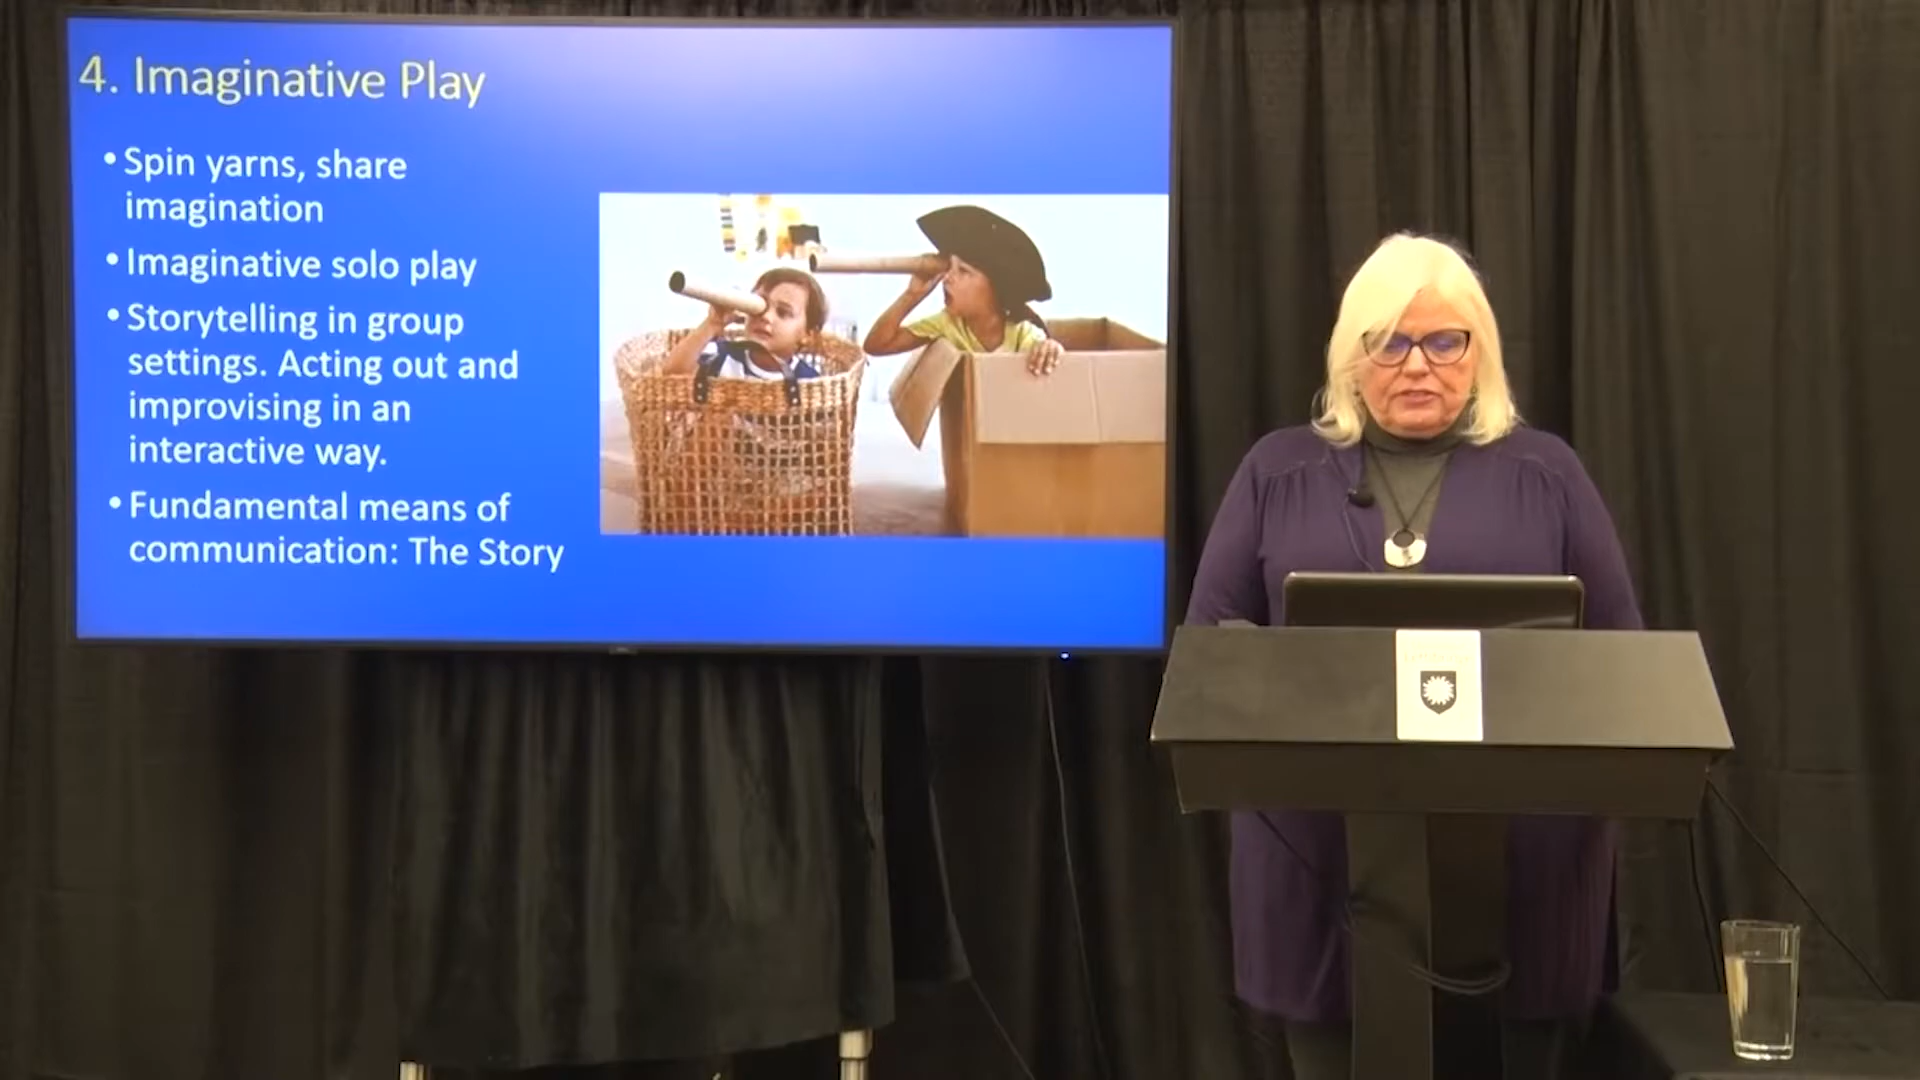 4. Imaginative Play
• Spin yarns, share
imagination
• Imaginative solo play
• Storytelling in group
settings. Acting out and
improvising in an
interactive way.
• Fundamental means of
communication: The Story